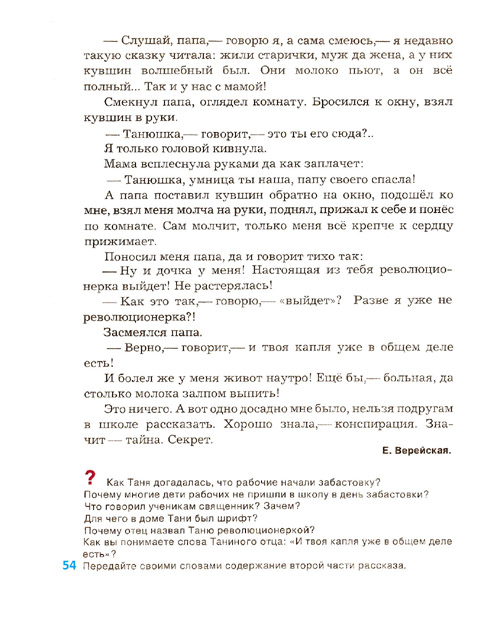 — Слушай, папа,— говорю я, а сама смеюсь,— я недавно
такую сказку читала: жили старички, муж да жена, а у них
кувшин волшебный был. Они молоко пьют, а он всё
полный... Так и у нас с мамой!
Смекнул папа, оглядел комнату. Бросился к окну, взял
кувшин в руки.
— Танюшка,— говорит,— это ты его сюда?..
Я только головой кивнула.
Мама всплеснула руками да как заплачет:
— Танюшка, умница ты наша, папу своего спасла!
А папа поставил кувшин обратно на окно, подошёл ко
мне, взял меня молча на руки, поднял, прижал к себе и понёс
по комнате. Сам молчит, только меня всё крепче к сердцу
прижимает.
Поносил меня папа, да и говорит тихо так:
— Ну и дочка у меня! Настоящая из тебя революцио-
нерка выйдет! Не растерялась!
— Как это так,— говорю,— «выйдет»? Разве я уже не
революционерка?!
Засмеялся папа.
— Верно,— говорит,— и твоя капля уже в общем деле
есть!
И болел же у меня живот наутро! Ещё бы,— больная, да
столько молока залпом выпить!
Это ничего. А вот одно досадно мне было, нельзя подругам
в школе рассказать. Хорошо знала,— конспирация. Зна-
чит — тайна. Секрет.
Е. Верейская.
? Как Таня догадалась, что рабочие начали забастовку?
Почему многие дети рабочих не пришли в школу в день забастовки?
Что говорил ученикам священник? Зачем?
Для чего в доме Тани был шрифт?
Почему отец назвал Таню революционеркой?
Как вы понимаете слова Таниного отца: «И твоя капля уже в общем деле
есть»?
54 Передайте своими словами содержание второй части рассказа.